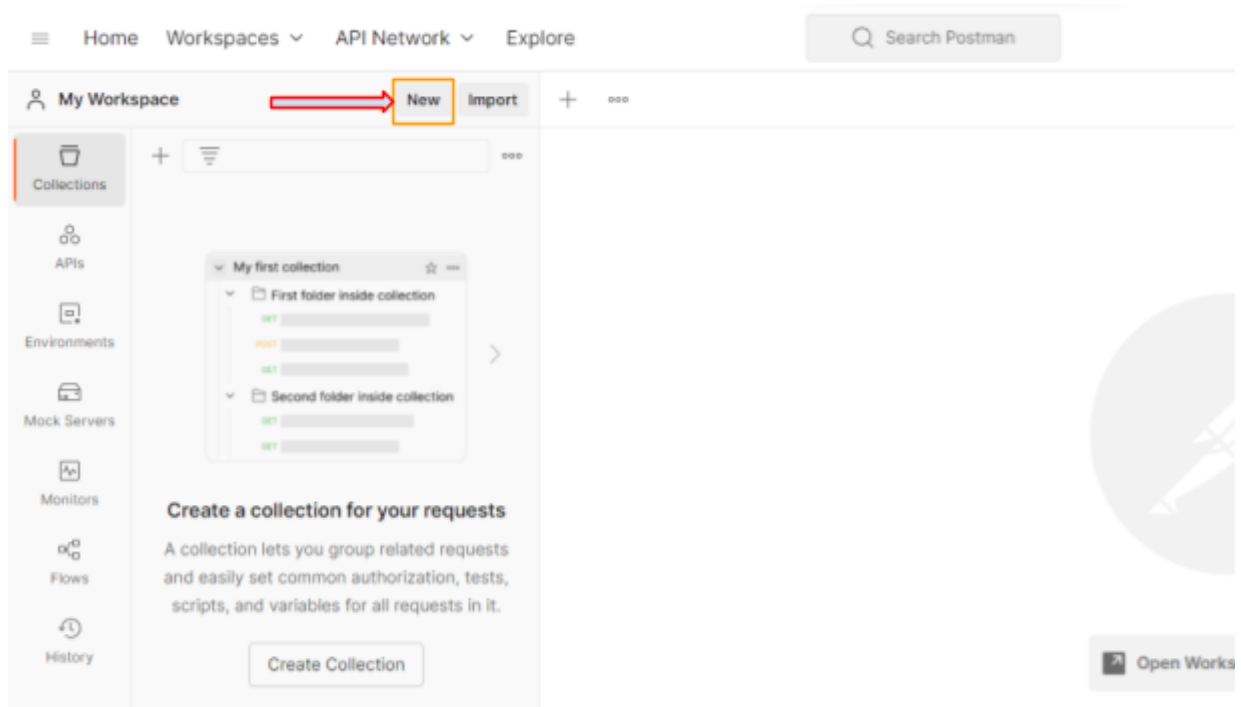 Home Workspaces API Network Explore Search Postman
My Workspace New Import
Collections
APIs
Environments
Mock Servers
Monitors
Flows
History
My first collection
First folder inside collection
GET
POST
GET
Second folder inside collection
GET
GET
Create a collection for your requests
A collection lets you group related requests
and easily set common authorization, tests,
scripts, and variables for all requests in it.
Create Collection
Open Works